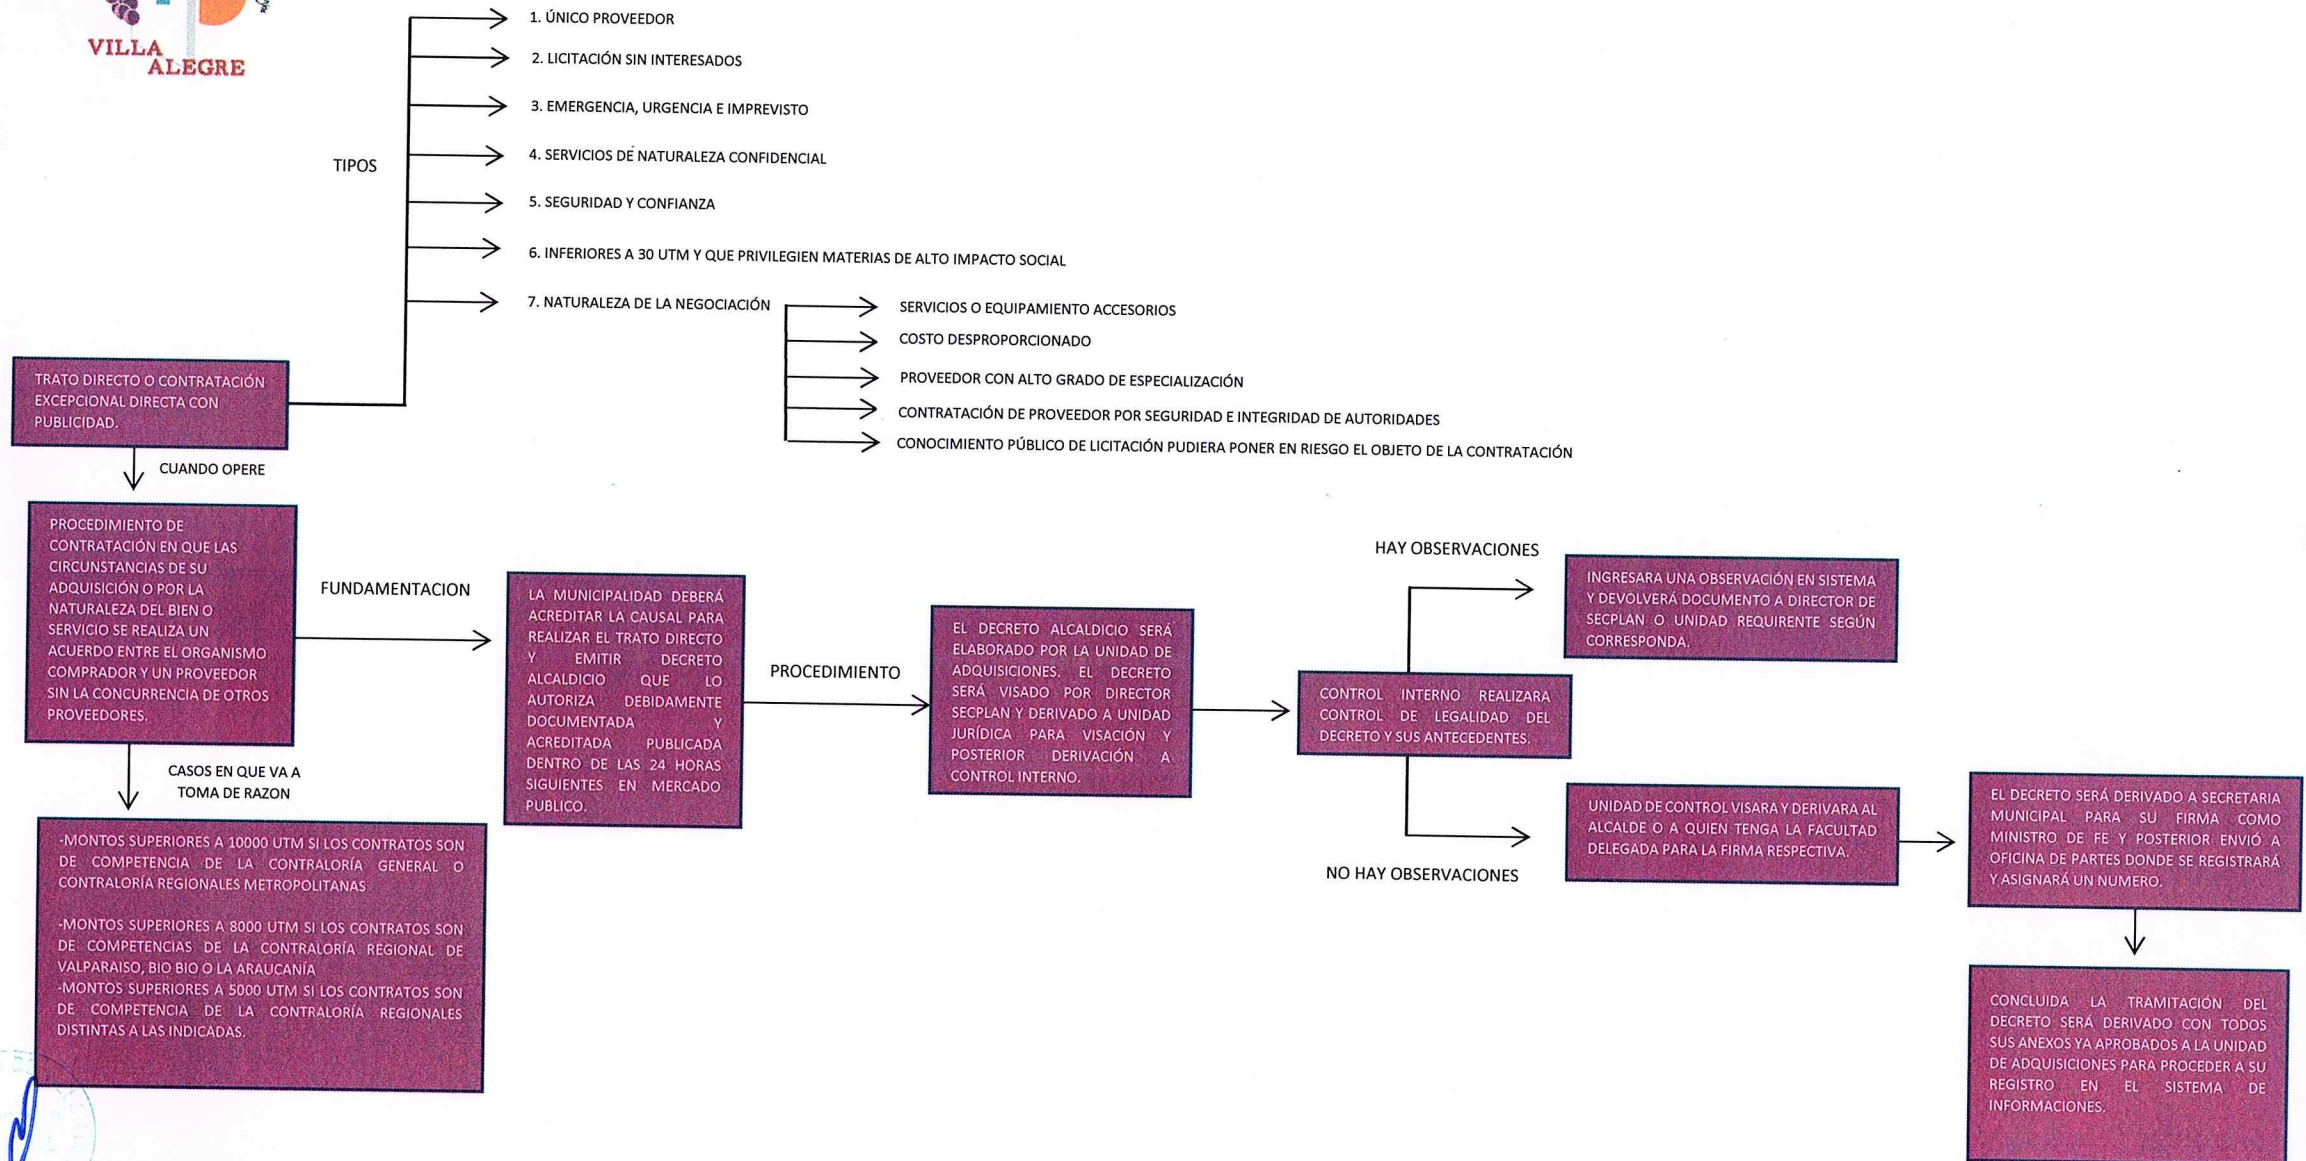 VILLA
ALEGRE
TIPOS
1. ÚNICO PROVEEDOR
2. LICITACIÓN SIN INTERESADOS
3. EMERGENCIA, URGENCIA E IMPREVISTO
4. SERVICIOS DE NATURALEZA CONFIDENCIAL
5. SEGURIDAD Y CONFIANZA
6. INFERIORES A 30 UTM Y QUE PRIVILEGIEN MATERIAS DE ALTO IMPACTO SOCIAL
7. NATURALEZA DE LA NEGOCIACIÓN
SERVICIOS O EQUIPAMIENTO ACCESORIOS
COSTO DESPROPORCIONADO
PROVEEDOR CON ALTO GRADO DE ESPECIALIZACIÓN
CONTRATACIÓN DE PROVEEDOR POR SEGURIDAD E INTEGRIDAD DE AUTORIDADES
CONOCIMIENTO PÚBLICO DE LICITACIÓN PUDIERA PONER EN RIESGO EL OBJETO DE LA CONTRATACIÓN
TRATO DIRECTO O CONTRATACIÓN
EXCEPCIONAL DIRECTA CON
PUBLICIDAD.
CUANDO OPERE
PROCEDIMIENTO DE
CONTRATACIÓN EN QUE LAS
CIRCUNSTANCIAS DE SU
ADQUISICIÓN O POR LA
NATURALEZA DEL BIEN O
SERVICIO SE REALIZA UN
ACUERDO ENTRE EL ORGANISMO
COMPRADOR Y UN PROVEEDOR
SIN LA CONCURRENCIA DE OTROS
PROVEEDORES.
CASOS EN QUE VA A
TOMA DE RAZON
-MONTOS SUPERIORES A 10000 UTM SI LOS CONTRATOS SON
DE COMPETENCIA DE LA CONTRALORÍA GENERAL O
CONTRALORÍA REGIONALES METROPOLITANAS
-MONTOS SUPERIORES A 8000 UTM SI LOS CONTRATOS SON
DE COMPETENCIAS DE LA CONTRALORÍA REGIONAL DE
VALPARAISO, BIO BIO O LA ARAUCANÍA
-MONTOS SUPERIORES A 5000 UTM SI LOS CONTRATOS SON
DE COMPETENCIA DE LA CONTRALORÍA REGIONALES
DISTINTAS A LAS INDICADAS.
FUNDAMENTACION
LA MUNICIPALIDAD DEBERÁ
ACREDITAR LA CAUSAL PARA
REALIZAR EL TRATO DIRECTO
Y EMITIR DECRETO
ALCALDICIO QUE LO
AUTORIZA DEBIDAMENTE
DOCUMENTADA Y
ACREDITADA PUBLICADA
DENTRO DE LAS 24 HORAS
SIGUIENTES EN MERCADO
PUBLICO.
PROCEDIMIENTO
EL DECRETO ALCALDICIO SERÁ
ELABORADO POR LA UNIDAD DE
ADQUISICIONES. EL DECRETO
SERÁ VISADO POR DIRECTOR
SECPLAN Y DERIVADO A UNIDAD
JURÍDICA PARA VISACIÓN Y
POSTERIOR DERIVACIÓN A
CONTROL INTERNO.
CONTROL INTERNO REALIZARA
CONTROL DE LEGALIDAD DEL
DECRETO Y SUS ANTECEDENTES.
HAY OBSERVACIONES
INGRESARA UNA OBSERVACIÓN EN SISTEMA
Y DEVOLVERÁ DOCUMENTO A DIRECTOR DE
SECPLAN O UNIDAD REQUIRENTE SEGÚN
CORRESPONDA.
NO HAY OBSERVACIONES
UNIDAD DE CONTROL VISARA Y DERIVARA AL
ALCALDE O A QUIEN TENGA LA FACULTAD
DELEGADA PARA LA FIRMA RESPECTIVA.
EL DECRETO SERÁ DERIVADO A SECRETARIA
MUNICIPAL PARA SU FIRMA COMO
MINISTRO DE FE Y POSTERIOR ENVIÓ A
OFICINA DE PARTES DONDE SE REGISTRARÁ
Y ASIGNARÁ UN NUMERO.
CONCLUIDA LA TRAMITACIÓN DEL
DECRETO SERÁ DERIVADO CON TODOS
SUS ANEXOS YA APROBADOS A LA UNIDAD
DE ADQUISICIONES PARA PROCEDER A SU
REGISTRO EN EL SISTEMA DE
INFORMACIONES.